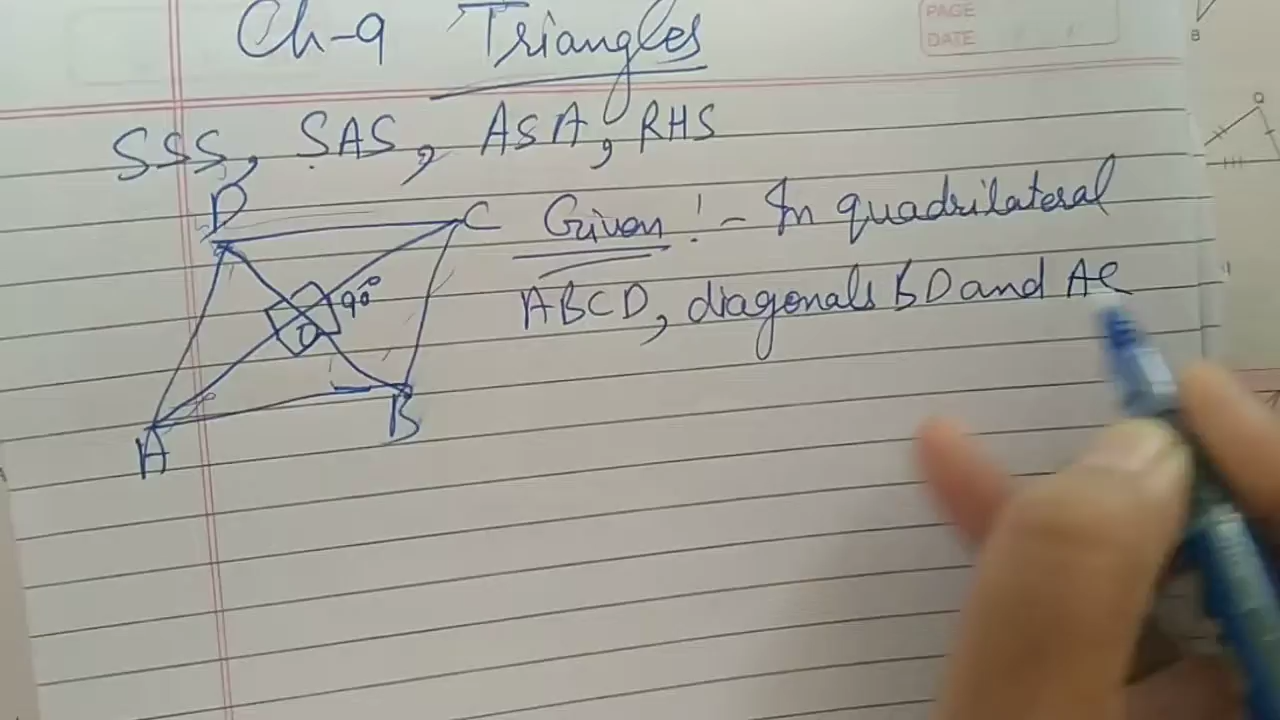 PAGE
DATE
Ch-9 Triangles
SSS, SAS, ASA, RHS
D
C
Given :- In quadrilateral
ABCD, diagonals BD and AC
90°
O
A
B
B
Q